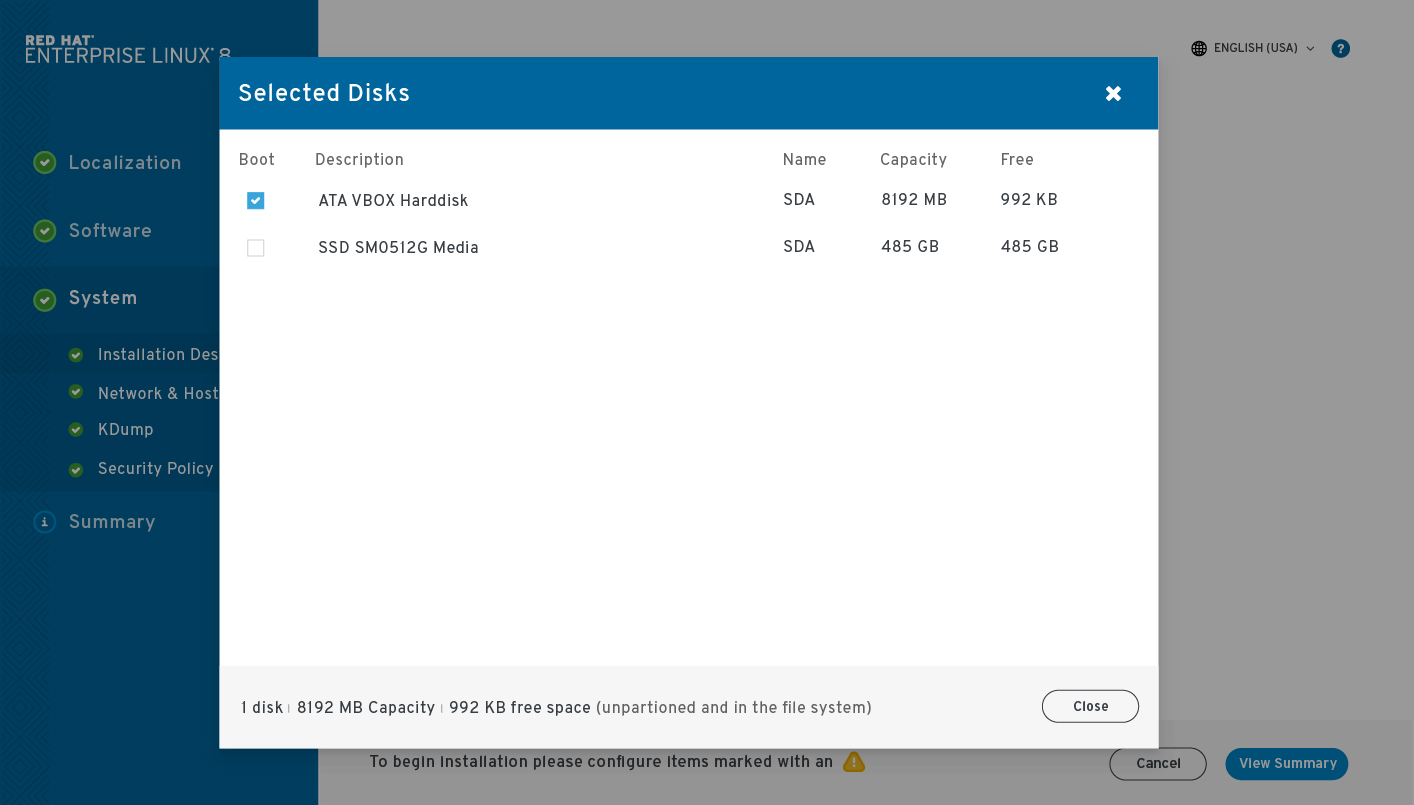 RED HAT
ENTERPRISE LINUX 8
ENGLISH (USA)
?
Selected Disks
Boot Description Name Capacity Free
ATA VBOX Harddisk SDA 8192 MB 992 KB
SSD SM0512G Media SDA 485 GB 485 GB
Localization
Software
System
Installation Des
Network & Host
KDump
Security Policy
Summary
1 disk | 8192 MB Capacity | 992 KB free space (unpartioned and in the file system)
Close
To begin installation please configure items marked with an
Cancel
View Summary